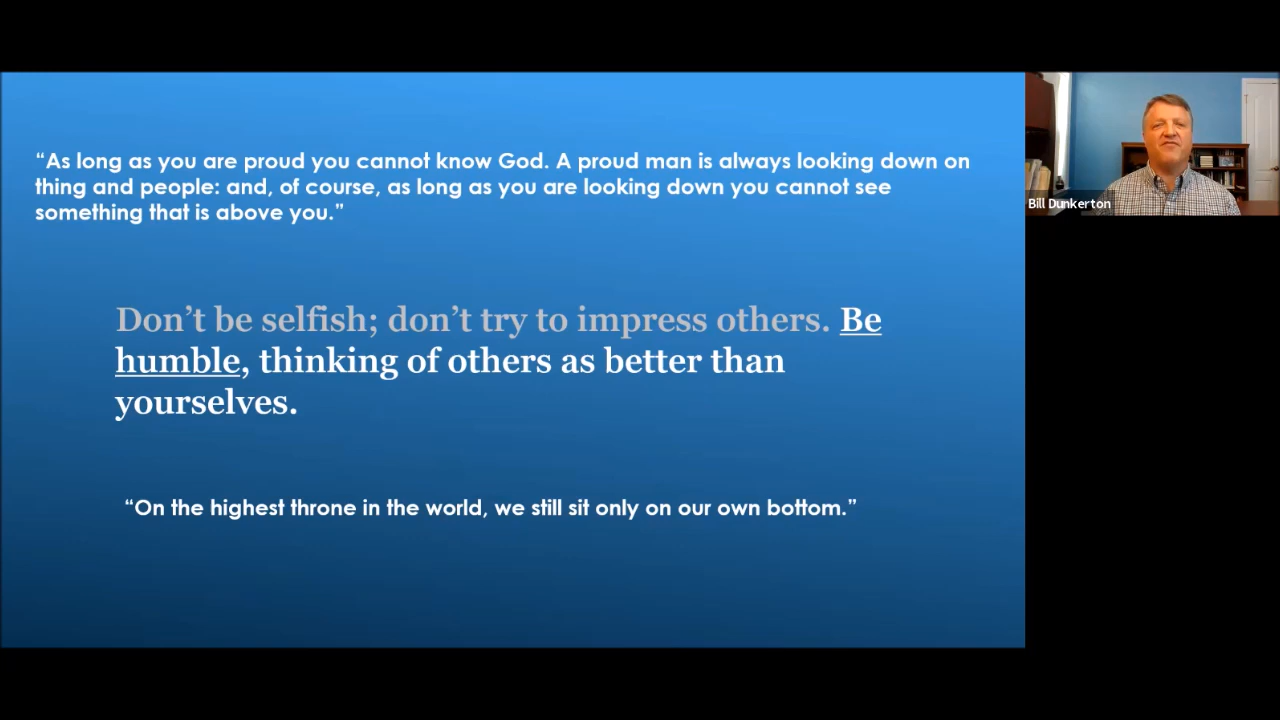 “As long as you are proud you cannot know God. A proud man is always looking down on
thing and people: and, of course, as long as you are looking down you cannot see
something that is above you.”
Don’t be selfish; don’t try to impress others. Be
humble, thinking of others as better than
yourselves.
“On the highest throne in the world, we still sit only on our own bottom.”
Bill Dunkerton